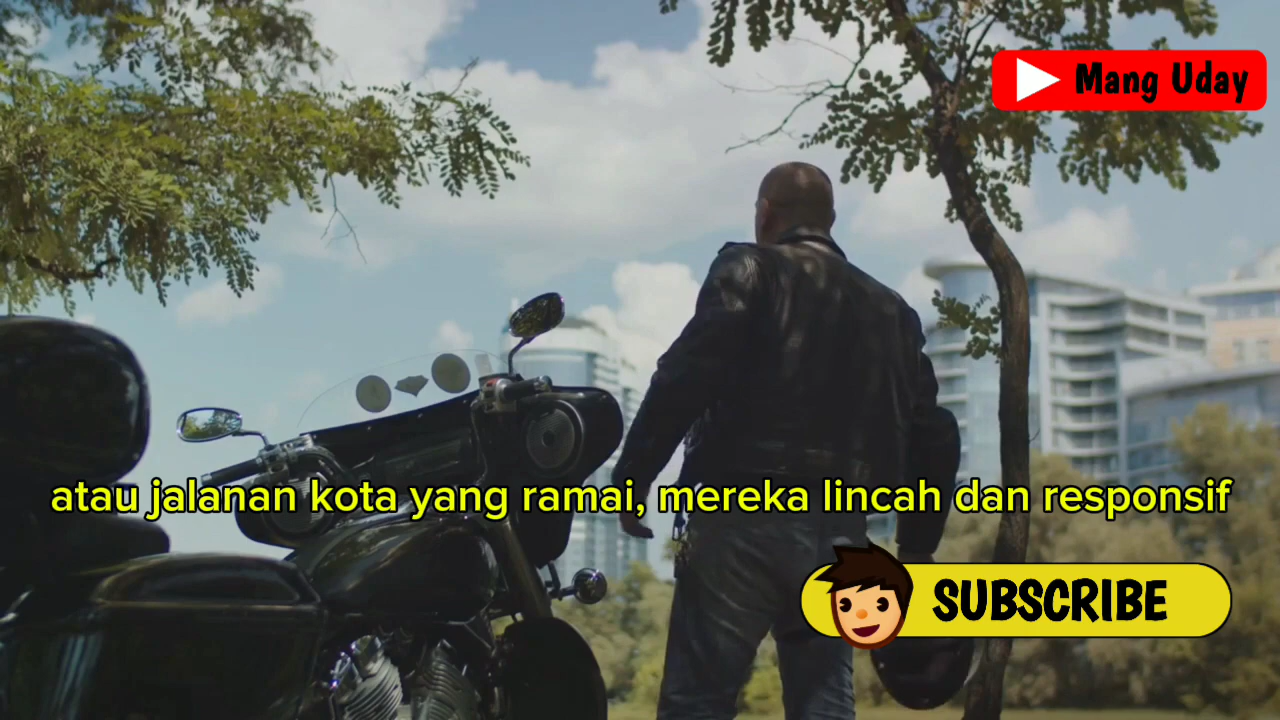 Mang Uday
atau jalanan kota yang ramai, mereka lincah dan responsif
SUBSCRIBE